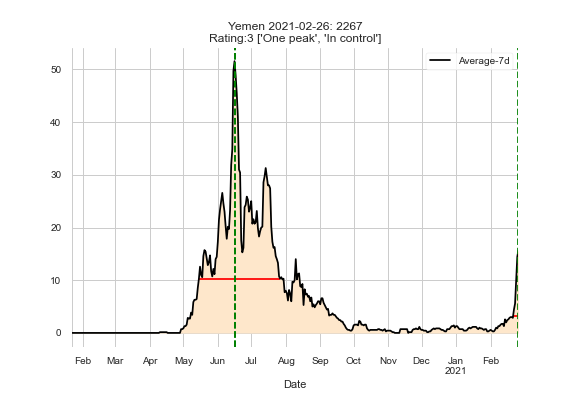 Yemen 2021-02-26: 2267
Rating:3 ['One peak', 'In control']
Average-7d
50
40
30
20
10
0
Feb Mar Apr May Jun Jul Aug Sep Oct Nov Dec Jan Feb
2021
Date